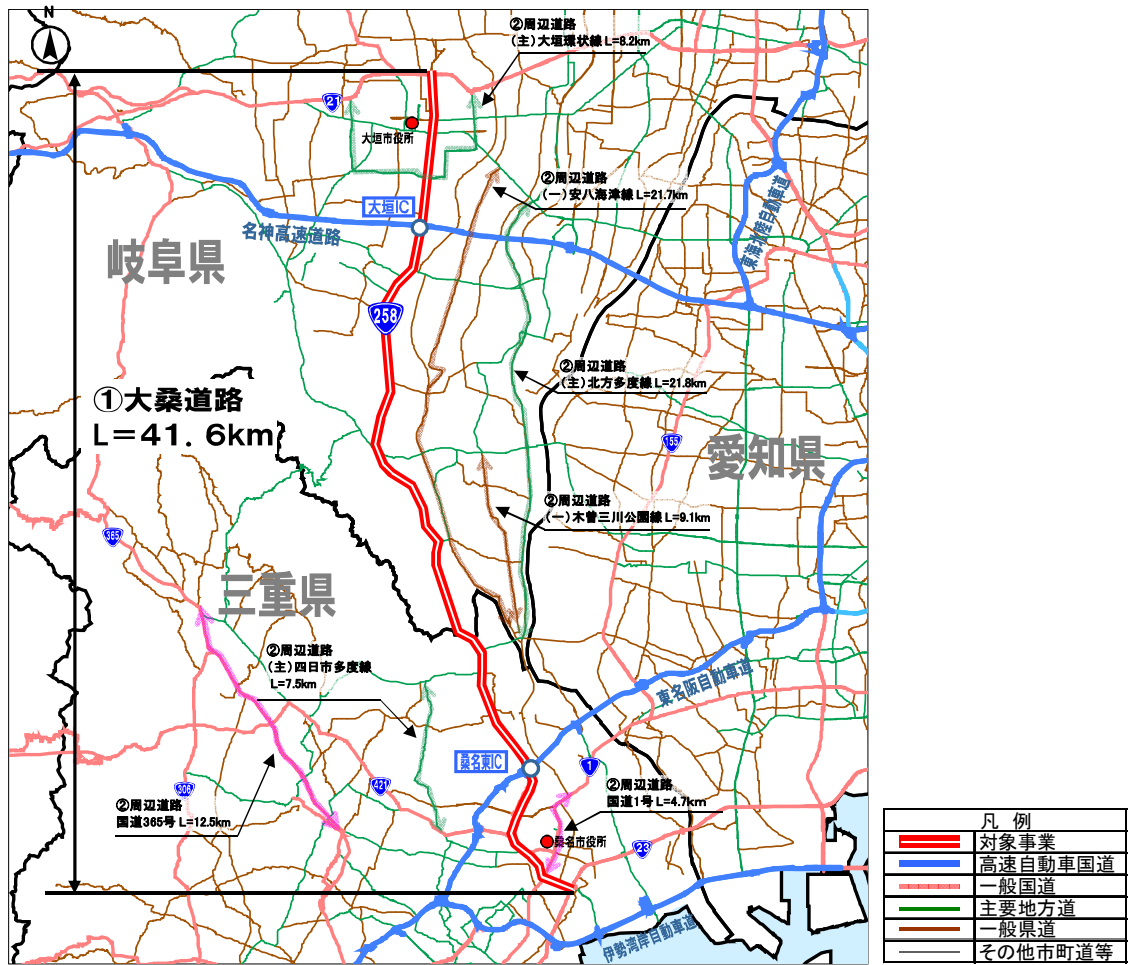 N
②周辺道路
(主)大垣環状線 L=8.2km
21
大垣市役所
②周辺道路
(一)安八海津線 L=21.7km
大垣IC
名神高速道路
東海北陸自動車道
岐阜県
258
②周辺道路
(主)北方多度線 L=21.8km
①大桑道路
L=41.6km
155
愛知県
②周辺道路
(一)木曽三川公園線 L=9.1km
365
三重県
②周辺道路
(主)四日市多度線
L=7.5km
東名阪自動車道
桑名東IC
1
421
306
②周辺道路
国道1号 L=4.7km
②周辺道路
国道365号 L=12.5km
桑名市役所
23
伊勢湾岸自動車道
凡 例
対象事業
高速自動車国道
一般国道
主要地方道
一般県道
その他市町道等